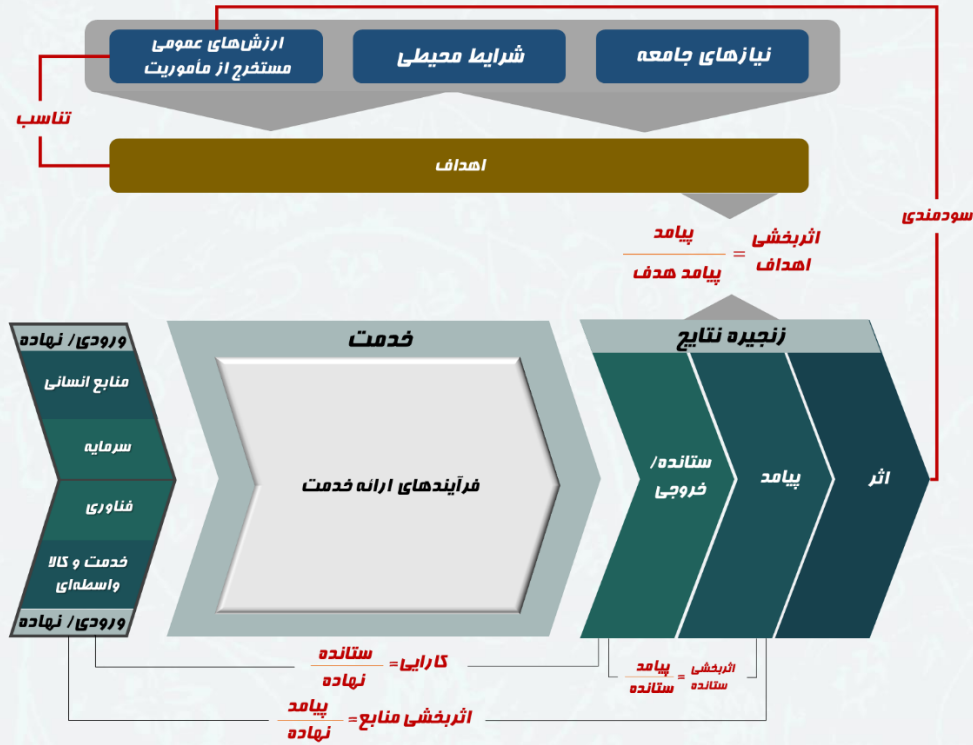 نیازهای جامعه
شرایط محیطی
ارزش‌های عمومی
مستخرج از مأموریت
تناسب
اهداف
سودمندی
اثربخشی
اهداف
=
پیامد
پیامد هدف
ورودی/ نهاده
منابع انسانی
سرمایه
فناوری
خدمت و کالا
واسطه‌ای
ورودی/ نهاده
خدمت
فرآیندهای ارائه خدمت
زنجیره نتایج
ستانده/
خروجی
پیامد
اثر
کارایی=
ستانده
نهاده
اثربخشی
ستانده
=
پیامد
ستانده
اثربخشی منابع=
پیامد
نهاده